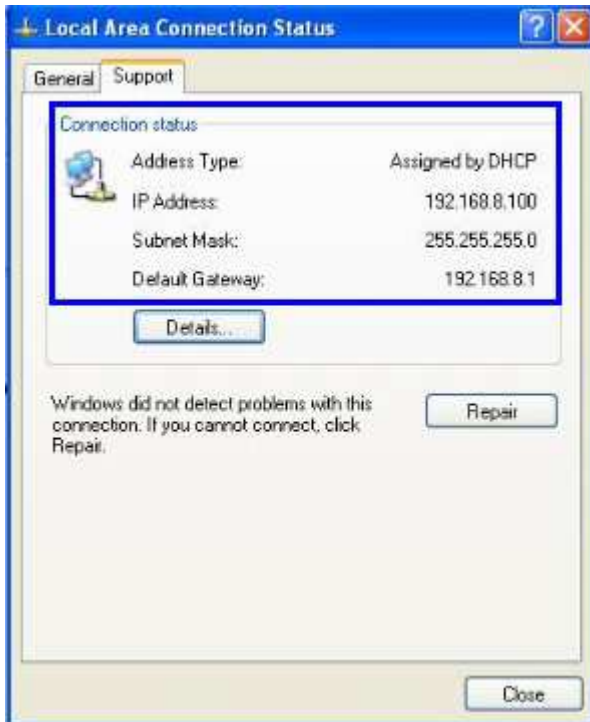 Local Area Connection Status
General Support
Connection status
Address Type: Assigned by DHCP
IP Address: 192.168.8.100
Subnet Mask: 255.255.255.0
Default Gateway: 192.168.8.1
Details...
Windows did not detect problems with this
connection. If you cannot connect, click
Repair.
Repair
Close